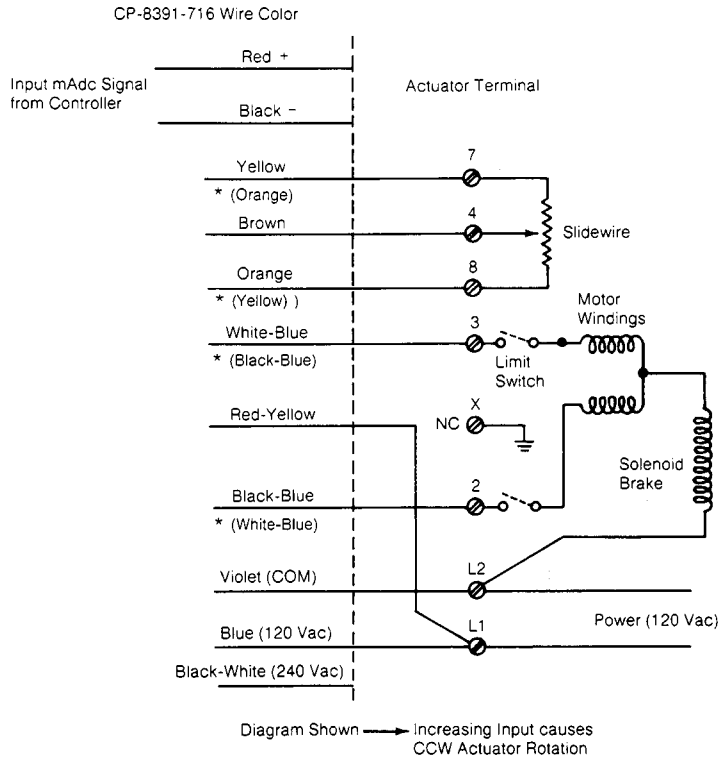 CP-8391-716 Wire Color
Red +
Input mAdc Signal
from Controller
Actuator Terminal
Black -
7
Yellow
* (Orange)
4
Brown
Slidewire
8
Orange
* (Yellow) )
Motor
Windings
3
White-Blue
* (Black-Blue)
Limit
Switch
X
Red-Yellow
NC
Solenoid
Brake
2
Black-Blue
* (White-Blue)
L2
Violet (COM)
L1
Power (120 Vac)
Blue (120 Vac)
Black-White (240 Vac)
Diagram Shown Increasing Input causes
CCW Actuator Rotation